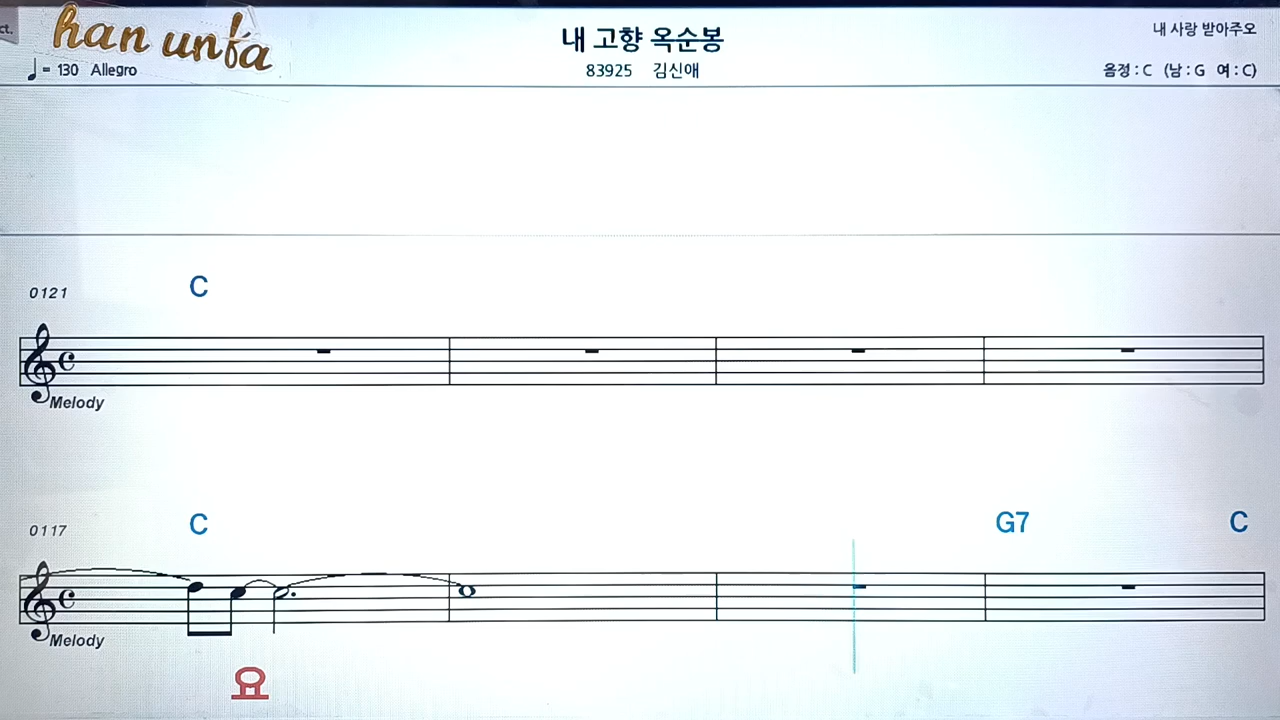 ct.
han unfa
내 고향 옥순봉
내 사랑 받아주오
= 130 Allegro
83925 김신애
음정 : C (남 : G 여 : C)
0121
C
Melody
0117
C G7 C
Melody
요